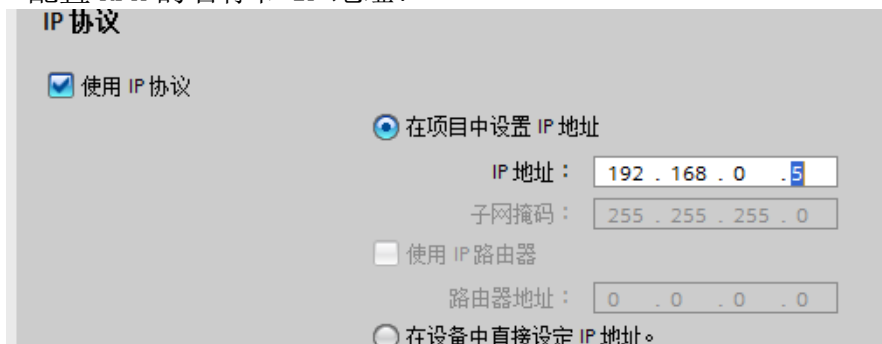 IP 协议
使用 IP 协议
在项目中设置 IP 地址
IP 地址： 192 . 168 . 0 . 5
子网掩码： 255 . 255 . 255 . 0
使用 IP 路由器
路由器地址： 0 . 0 . 0 . 0
在设备中直接设定 IP 地址。